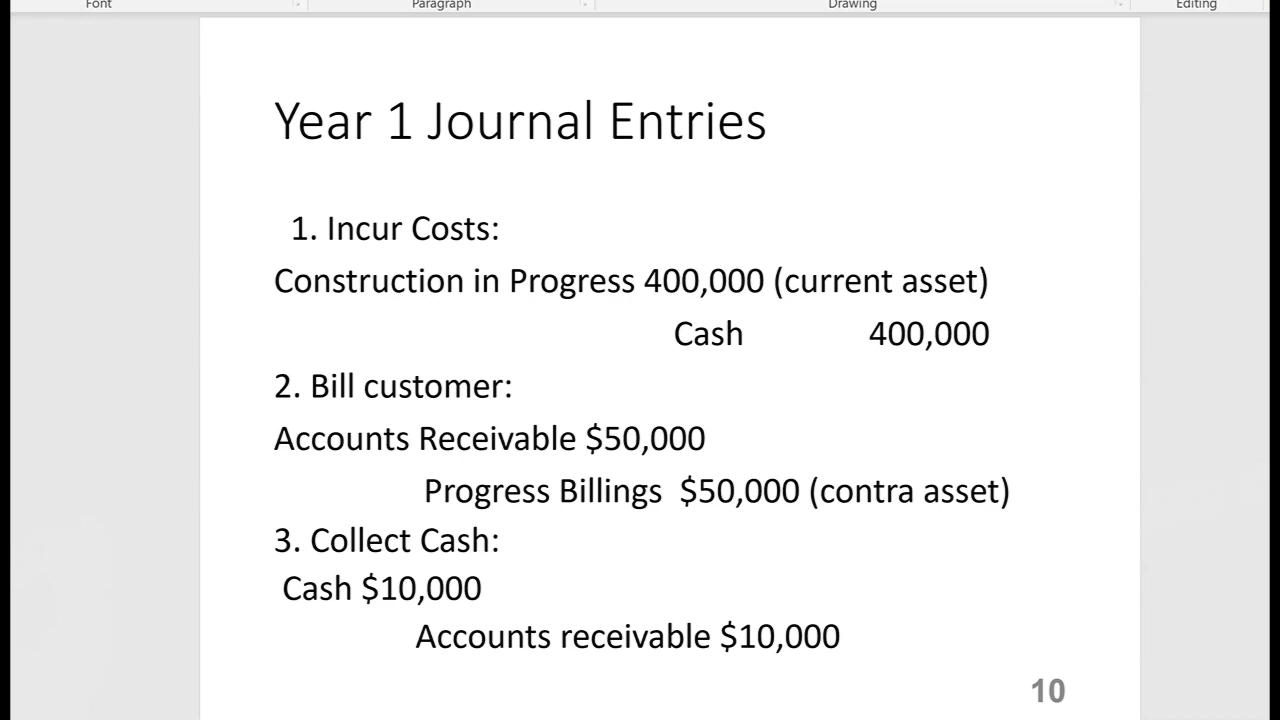 Font Paragraph Drawing Editing
Year 1 Journal Entries
1. Incur Costs:
Construction in Progress 400,000 (current asset)
Cash 400,000
2. Bill customer:
Accounts Receivable $50,000
Progress Billings $50,000 (contra asset)
3. Collect Cash:
Cash $10,000
Accounts receivable $10,000
10